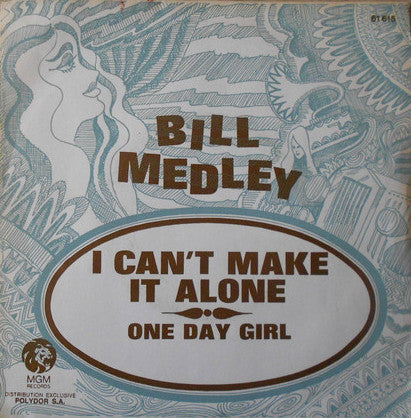 61 615
BILL
MEDLEY
I CAN'T MAKE
IT ALONE
ONE DAY GIRL
MGM
RECORDS
DISTRIBUTION EXCLUSIVE
POLYDOR S.A.